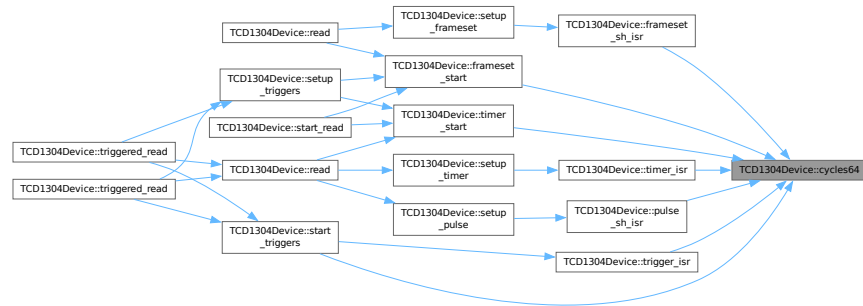 TCD1304Device::read
TCD1304Device::setup
_frameset
TCD1304Device::frameset
_sh_isr
TCD1304Device::setup
_triggers
TCD1304Device::frameset
_start
TCD1304Device::start_read
TCD1304Device::timer
_start
TCD1304Device::triggered_read
TCD1304Device::read
TCD1304Device::setup
_timer
TCD1304Device::timer_isr
TCD1304Device::cycles64
TCD1304Device::triggered_read
TCD1304Device::setup
_pulse
TCD1304Device::pulse
_sh_isr
TCD1304Device::start
_triggers
TCD1304Device::trigger_isr